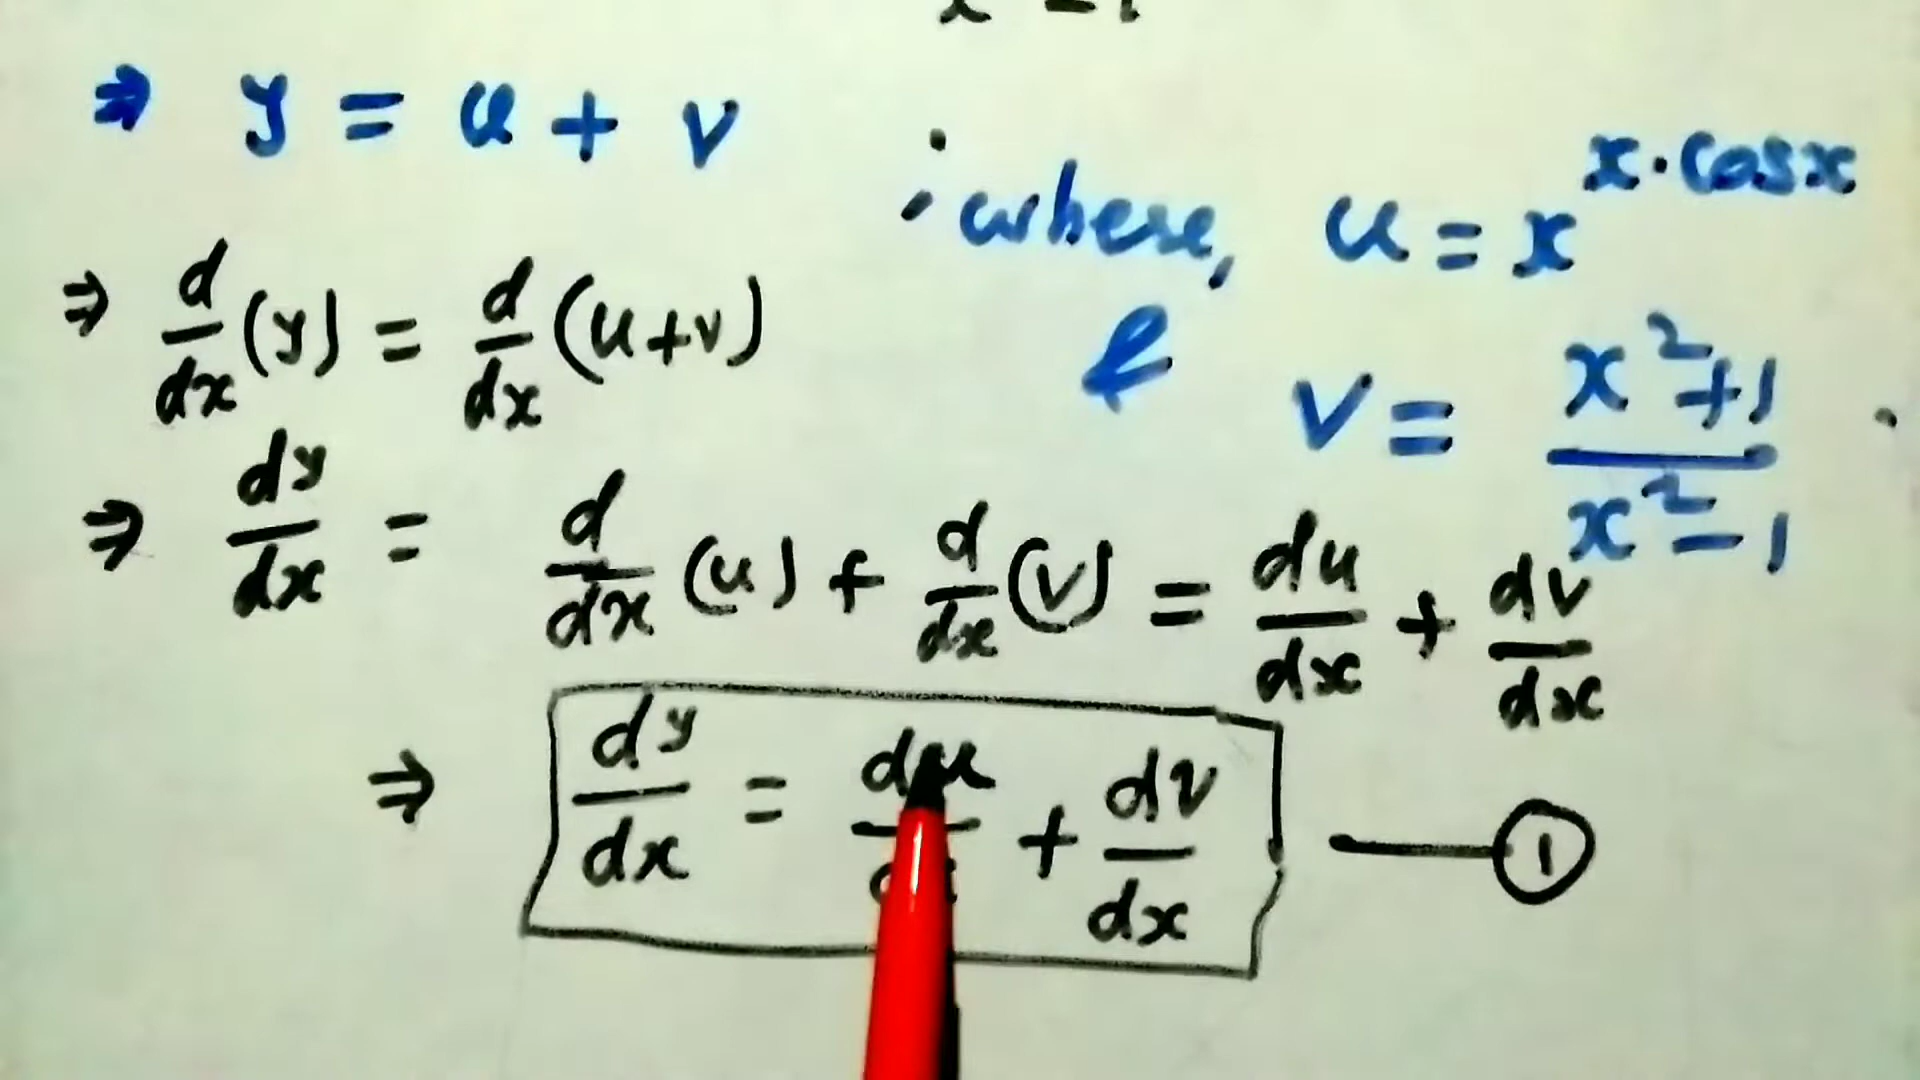 ⇒ y = u + v ; where, u = x^{x·cosx}
⇒ d/dx (y) = d/dx (u+v) & v = x²+1/x²-1 .
⇒ dy/dx = d/dx (u) + d/dx (v) = du/dx + dv/dx
⇒ dy/dx = du/dx + dv/dx — ①